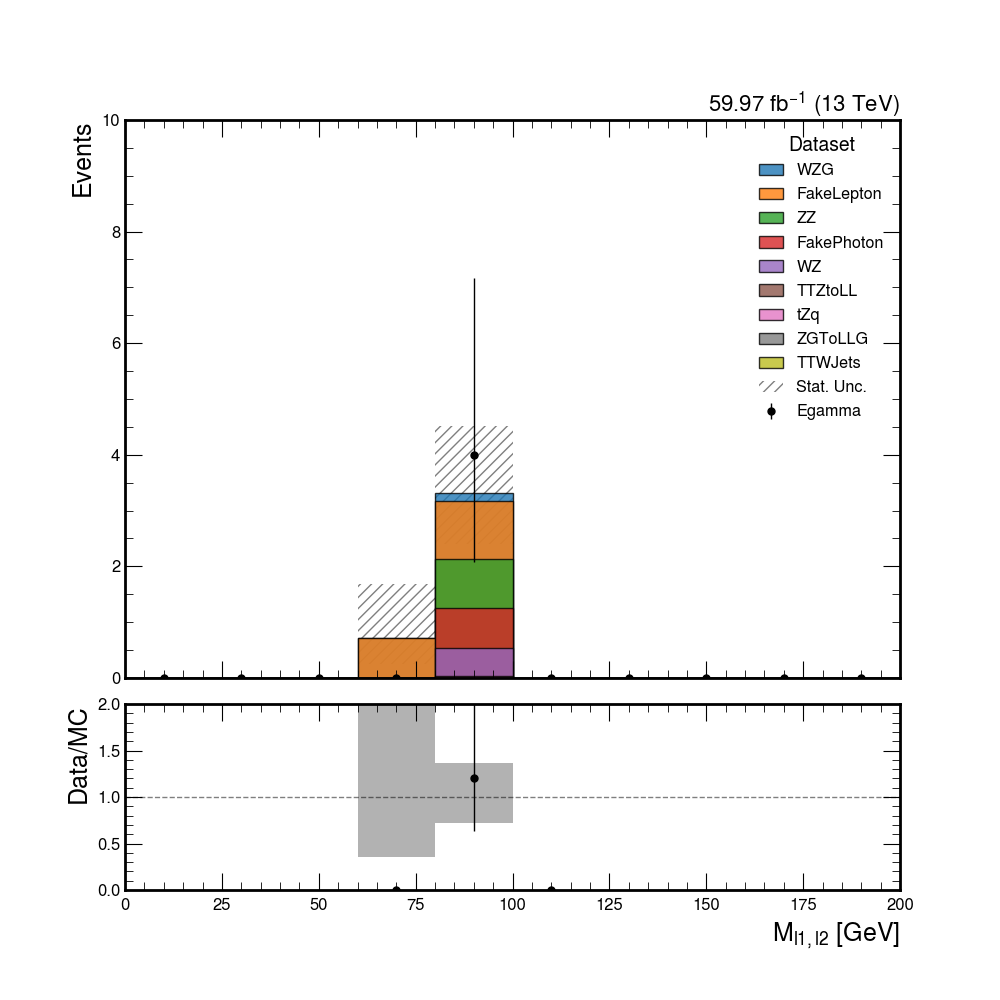 59.97 fb⁻¹ (13 TeV)
Events
10
8
6
4
2
0
Dataset
WZG
FakeLepton
ZZ
FakePhoton
WZ
TTZtoLL
tZq
ZGToLLG
TTWJets
Stat. Unc.
Egamma
Data/MC
2.0
1.5
1.0
0.5
0.0
0 25 50 75 100 125 150 175 200
M_{l1, l2} [GeV]